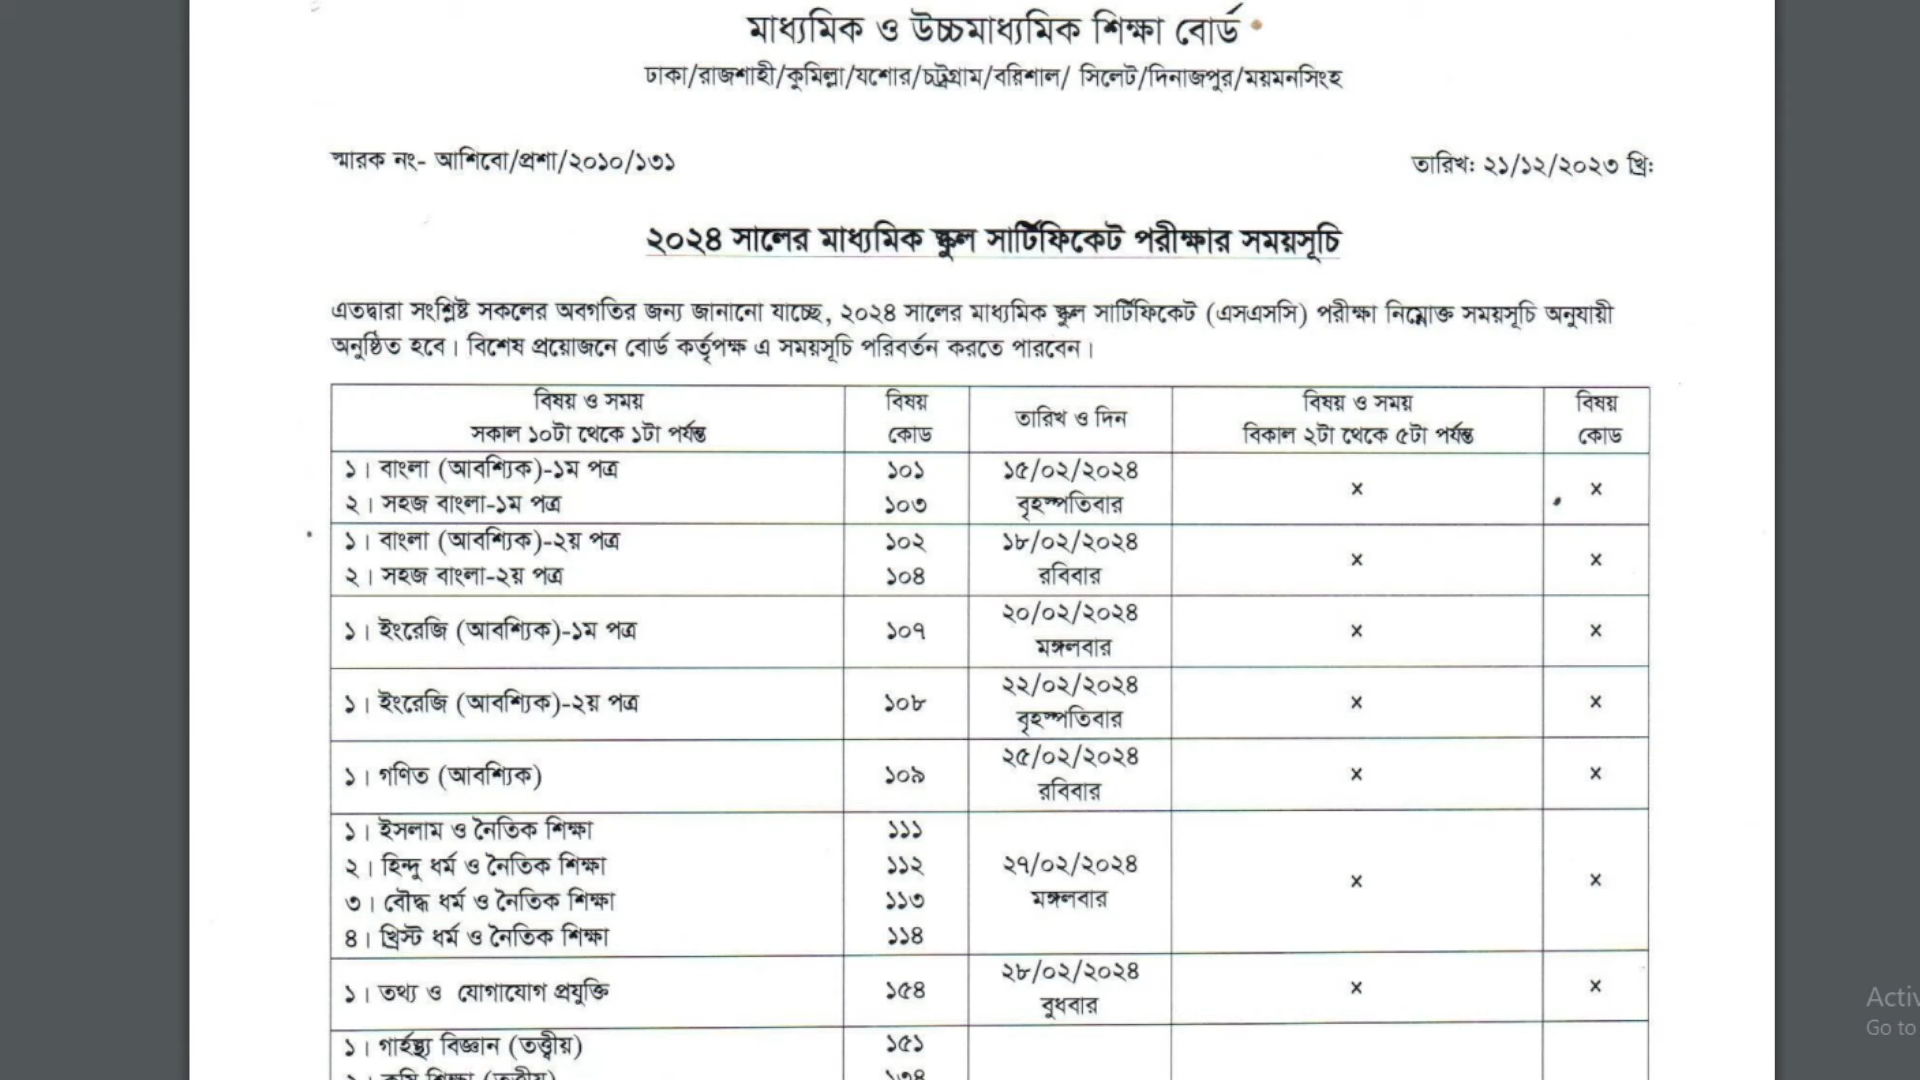 মাধ্যমিক ও উচ্চমাধ্যমিক শিক্ষা বোর্ড
ঢাকা/রাজশাহী/কুমিল্লা/যশোর/চট্টগ্রাম/বরিশাল/ সিলেট/দিনাজপুর/ময়মনসিংহ
স্মারক নং- আশিবো/প্রশা/২০১০/১৩১ তারিখ: ২১/১২/২০২৩ খ্রি:
২০২৪ সালের মাধ্যমিক স্কুল সার্টিফিকেট পরীক্ষার সময়সূচি
এতদ্বারা সংশ্লিষ্ট সকলের অবগতির জন্য জানানো যাচ্ছে, ২০২৪ সালের মাধ্যমিক স্কুল সার্টিফিকেট (এসএসসি) পরীক্ষা নিম্নোক্ত সময়সূচি অনুযায়ী
অনুষ্ঠিত হবে। বিশেষ প্রয়োজনে বোর্ড কর্তৃপক্ষ এ সময়সূচি পরিবর্তন করতে পারবেন।
বিষয় ও সময় বিষয় তারিখ ও দিন বিষয় ও সময় বিষয়
সকাল ১০টা থেকে ১টা পর্যন্ত কোড বিকাল ২টা থেকে ৫টা পর্যন্ত কোড
১। বাংলা (আবশ্যিক)-১ম পত্র ১০১ ১৫/০২/২০২৪ x x
২। সহজ বাংলা-১ম পত্র ১০৩ বৃহস্পতিবার
১। বাংলা (আবশ্যিক)-২য় পত্র ১০২ ১৮/০২/২০২৪ x x
২। সহজ বাংলা-২য় পত্র ১০৪ রবিবার
১। ইংরেজি (আবশ্যিক)-১ম পত্র ১০৭ ২০/০২/২০২৪ x x
মঙ্গলবার
১। ইংরেজি (আবশ্যিক)-২য় পত্র ১০৮ ২২/০২/২০২৪ x x
বৃহস্পতিবার
১। গণিত (আবশ্যিক) ১০৯ ২৫/০২/২০২৪ x x
রবিবার
১। ইসলাম ও নৈতিক শিক্ষা ১১১
২। হিন্দু ধর্ম ও নৈতিক শিক্ষা ১১২ ২৭/০২/২০২৪ x x
৩। বৌদ্ধ ধর্ম ও নৈতিক শিক্ষা ১১৩ মঙ্গলবার
৪। খ্রিস্ট ধর্ম ও নৈতিক শিক্ষা ১১৪
১। তথ্য ও যোগাযোগ প্রযুক্তি ১৫৪ ২৮/০২/২০২৪ x x
বুধবার
Activ
Go to
১। গার্হস্থ্য বিজ্ঞান (তত্ত্বীয়) ১৫১